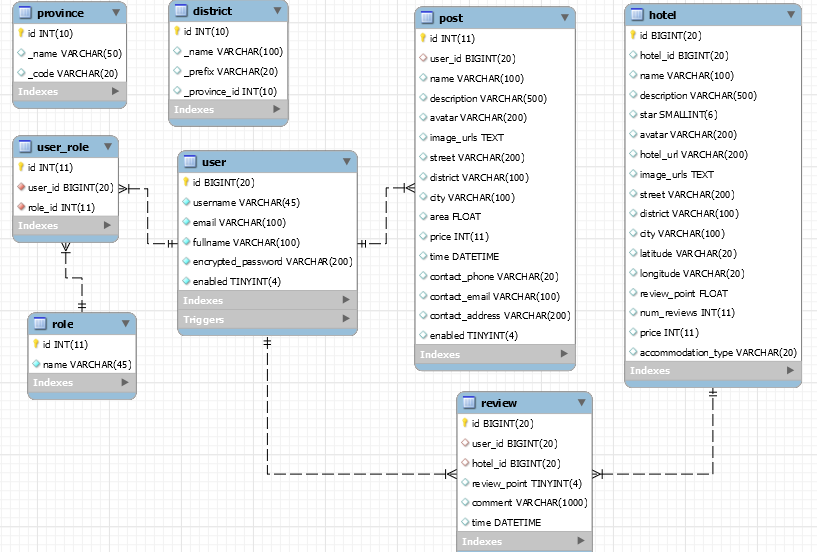 province
id INT(10)
_name VARCHAR(50)
_code VARCHAR(20)
Indexes
district
id INT(10)
_name VARCHAR(100)
_prefix VARCHAR(20)
_province_id INT(10)
Indexes
post
id INT(11)
user_id BIGINT(20)
name VARCHAR(100)
description VARCHAR(500)
avatar VARCHAR(200)
image_urls TEXT
street VARCHAR(200)
district VARCHAR(100)
city VARCHAR(100)
area FLOAT
price INT(11)
time DATETIME
contact_phone VARCHAR(20)
contact_email VARCHAR(100)
contact_address VARCHAR(200)
enabled TINYINT(4)
Indexes
hotel
id BIGINT(20)
hotel_id BIGINT(20)
name VARCHAR(100)
description VARCHAR(500)
star SMALLINT(6)
avatar VARCHAR(200)
hotel_url VARCHAR(200)
image_urls TEXT
street VARCHAR(200)
district VARCHAR(100)
city VARCHAR(100)
latitude VARCHAR(20)
longitude VARCHAR(20)
review_point FLOAT
num_reviews INT(11)
price INT(11)
accommodation_type VARCHAR(20)
Indexes
user_role
id INT(11)
user_id BIGINT(20)
role_id INT(11)
Indexes
user
id BIGINT(20)
username VARCHAR(45)
email VARCHAR(100)
fullname VARCHAR(100)
encrypted_password VARCHAR(200)
enabled TINYINT(4)
Indexes
Triggers
role
id INT(11)
name VARCHAR(45)
Indexes
review
id BIGINT(20)
user_id BIGINT(20)
hotel_id BIGINT(20)
review_point TINYINT(4)
comment VARCHAR(1000)
time DATETIME
Indexes